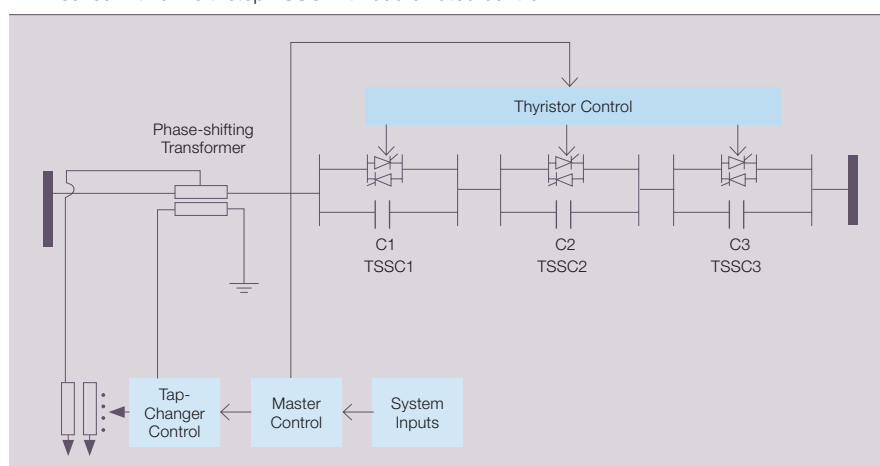 Thyristor Control
Phase-shifting
Transformer
C1
TSSC1
C2
TSSC2
C3
TSSC3
Tap-
Changer
Control
Master
Control
System
Inputs